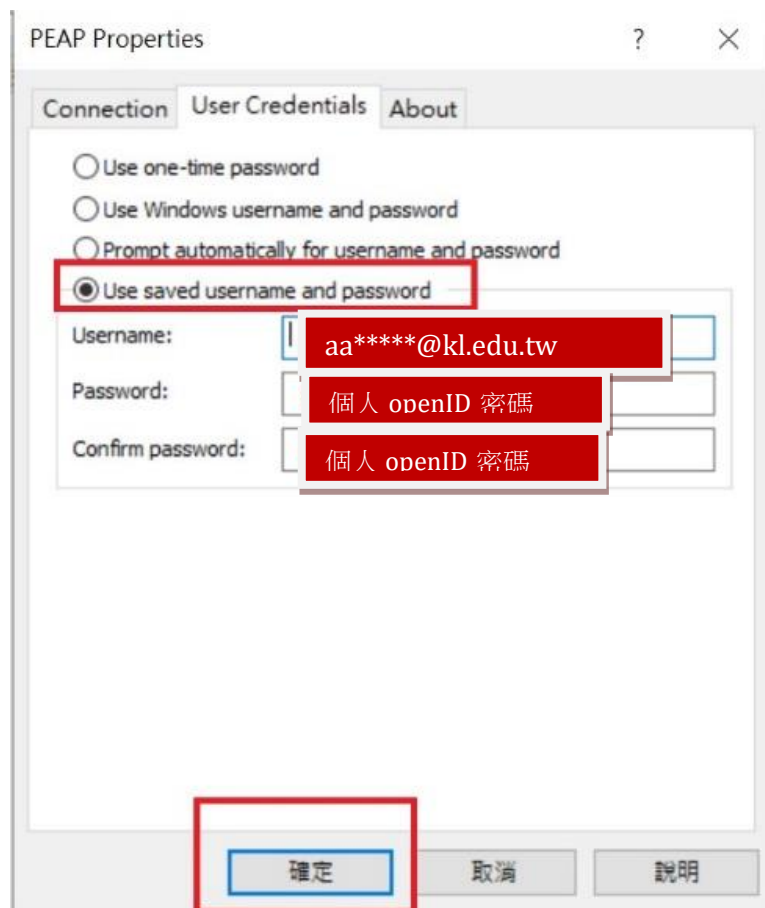 PEAP Properties ? ×
Connection User Credentials About
Use one-time password
Use Windows username and password
Prompt automatically for username and password
Use saved username and password
Username: aa*****@kl.edu.tw
Password: 個人 openID 密碼
Confirm password: 個人 openID 密碼
確定 取消 說明